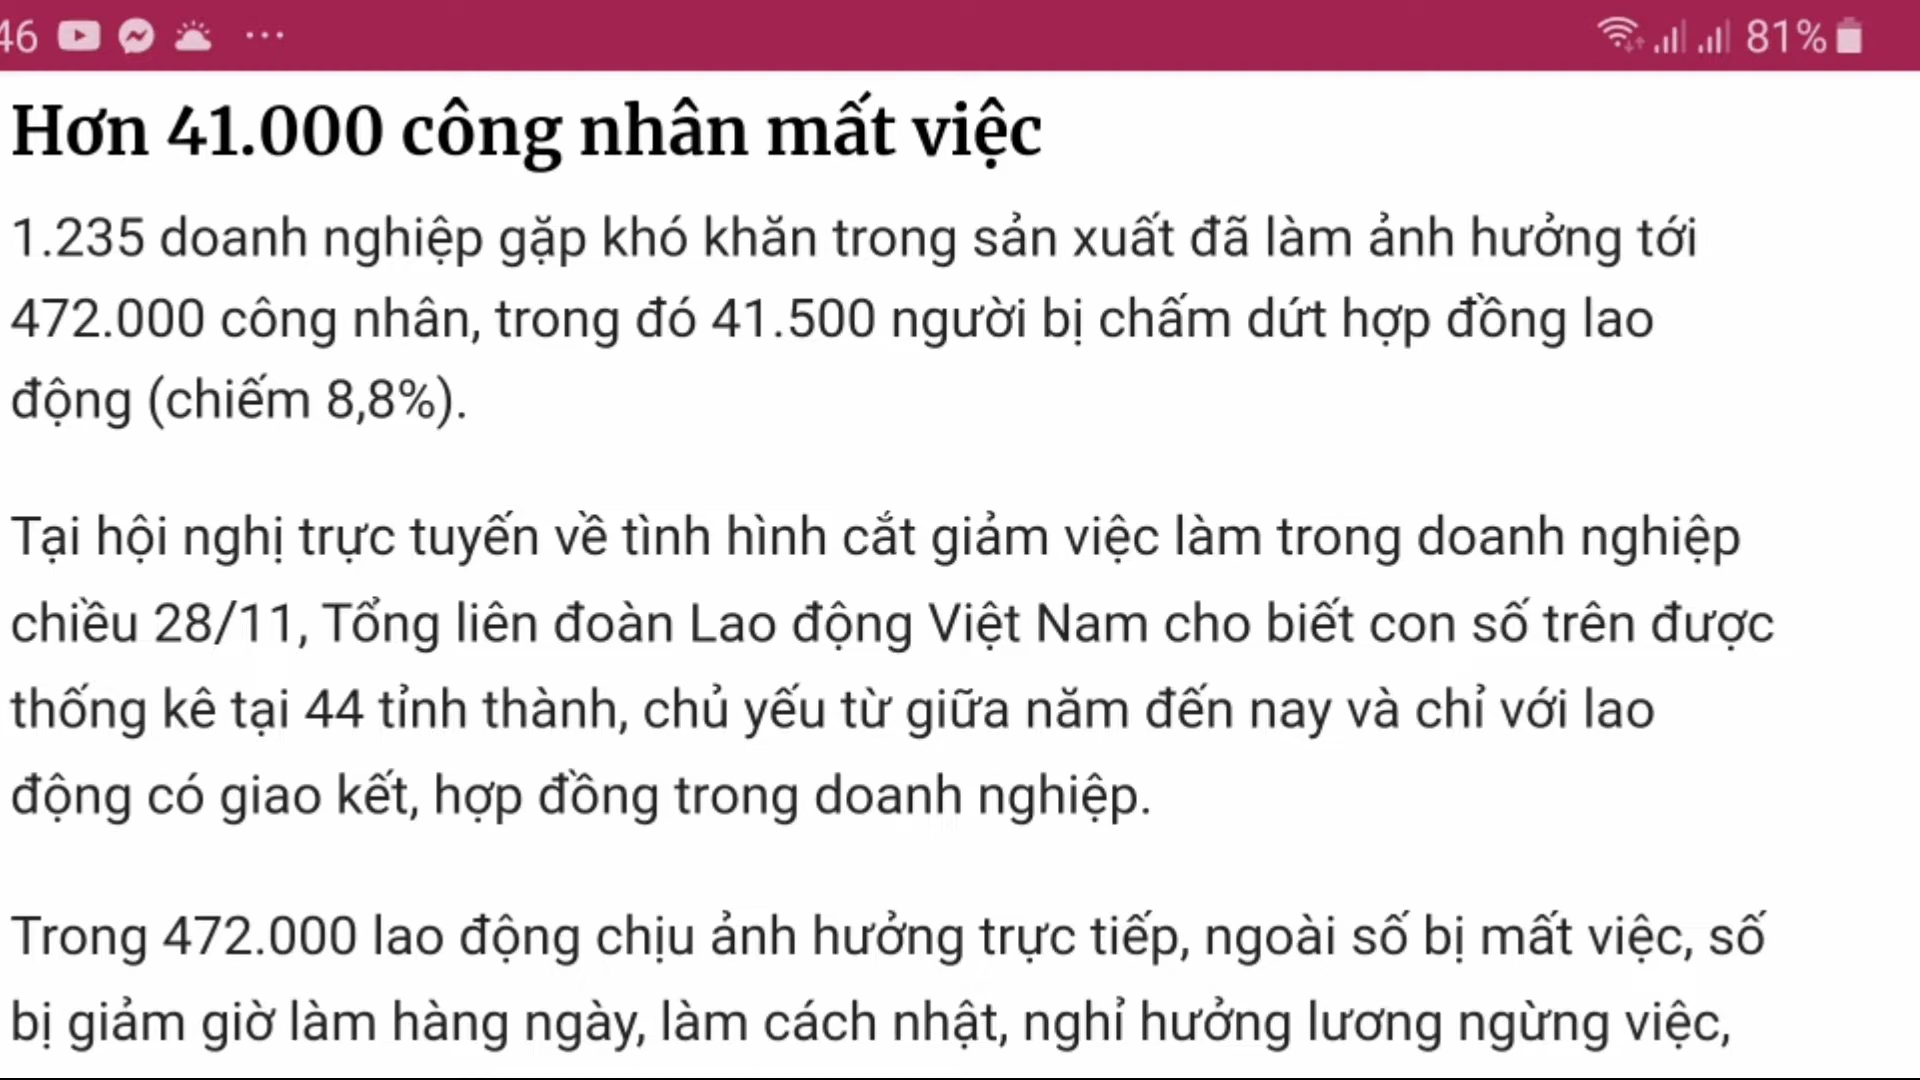 46 ... 81%
Hơn 41.000 công nhân mất việc
1.235 doanh nghiệp gặp khó khăn trong sản xuất đã làm ảnh hưởng tới
472.000 công nhân, trong đó 41.500 người bị chấm dứt hợp đồng lao
động (chiếm 8,8%).
Tại hội nghị trực tuyến về tình hình cắt giảm việc làm trong doanh nghiệp
chiều 28/11, Tổng liên đoàn Lao động Việt Nam cho biết con số trên được
thống kê tại 44 tỉnh thành, chủ yếu từ giữa năm đến nay và chỉ với lao
động có giao kết, hợp đồng trong doanh nghiệp.
Trong 472.000 lao động chịu ảnh hưởng trực tiếp, ngoài số bị mất việc, số
bị giảm giờ làm hàng ngày, làm cách nhật, nghỉ hưởng lương ngừng việc,